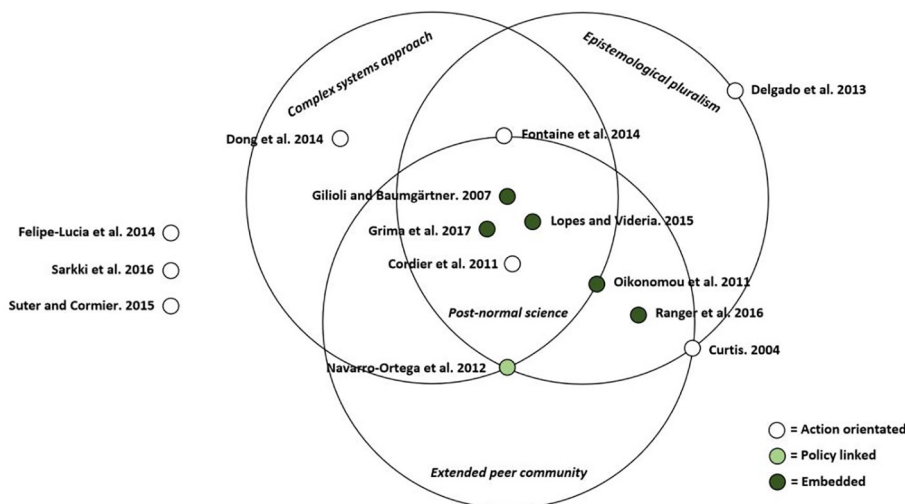 Complex systems approach
Epistemological pluralism
Delgado et al. 2013
Dong et al. 2014
Fontaine et al. 2014
Gilioli and Baumgärtner. 2007
Lopes and Videria. 2015
Grima et al. 2017
Felipe-Lucia et al. 2014
Sarkki et al. 2016
Suter and Cormier. 2015
Cordier et al 2011
Oikonomou et al. 2011
Post-normal science
Ranger et al. 2016
Curtis. 2004
Navarro-Ortega et al. 2012
Extended peer community
= Action orientated
= Policy linked
= Embedded